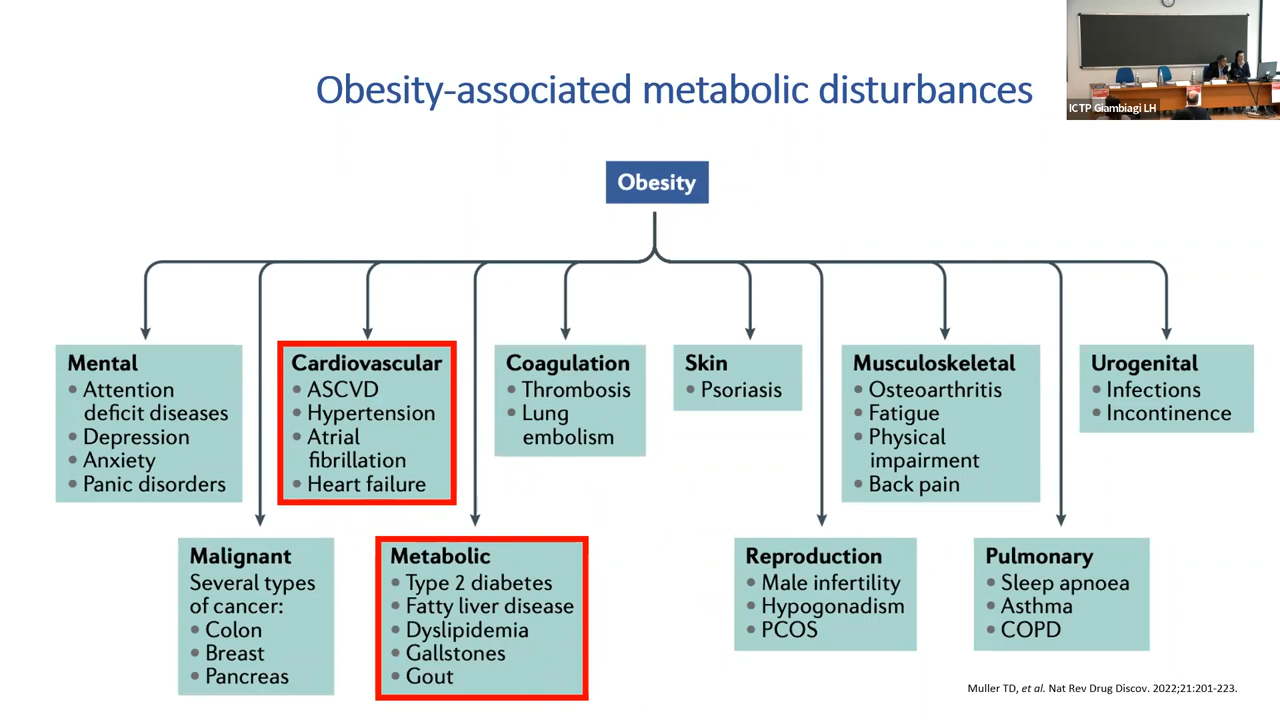 Obesity-associated metabolic disturbances
ICTP Giambiagi LH
Obesity
Mental
• Attention
deficit diseases
• Depression
• Anxiety
• Panic disorders
Cardiovascular
• ASCVD
• Hypertension
• Atrial
fibrillation
• Heart failure
Coagulation
• Thrombosis
• Lung
embolism
Skin
• Psoriasis
Musculoskeletal
• Osteoarthritis
• Fatigue
• Physical
impairment
• Back pain
Urogenital
• Infections
• Incontinence
Malignant
Several types
of cancer:
• Colon
• Breast
• Pancreas
Metabolic
• Type 2 diabetes
• Fatty liver disease
• Dyslipidemia
• Gallstones
• Gout
Reproduction
• Male infertility
• Hypogonadism
• PCOS
Pulmonary
• Sleep apnoea
• Asthma
• COPD
Muller TD, et al. Nat Rev Drug Discov. 2022;21:201-223.